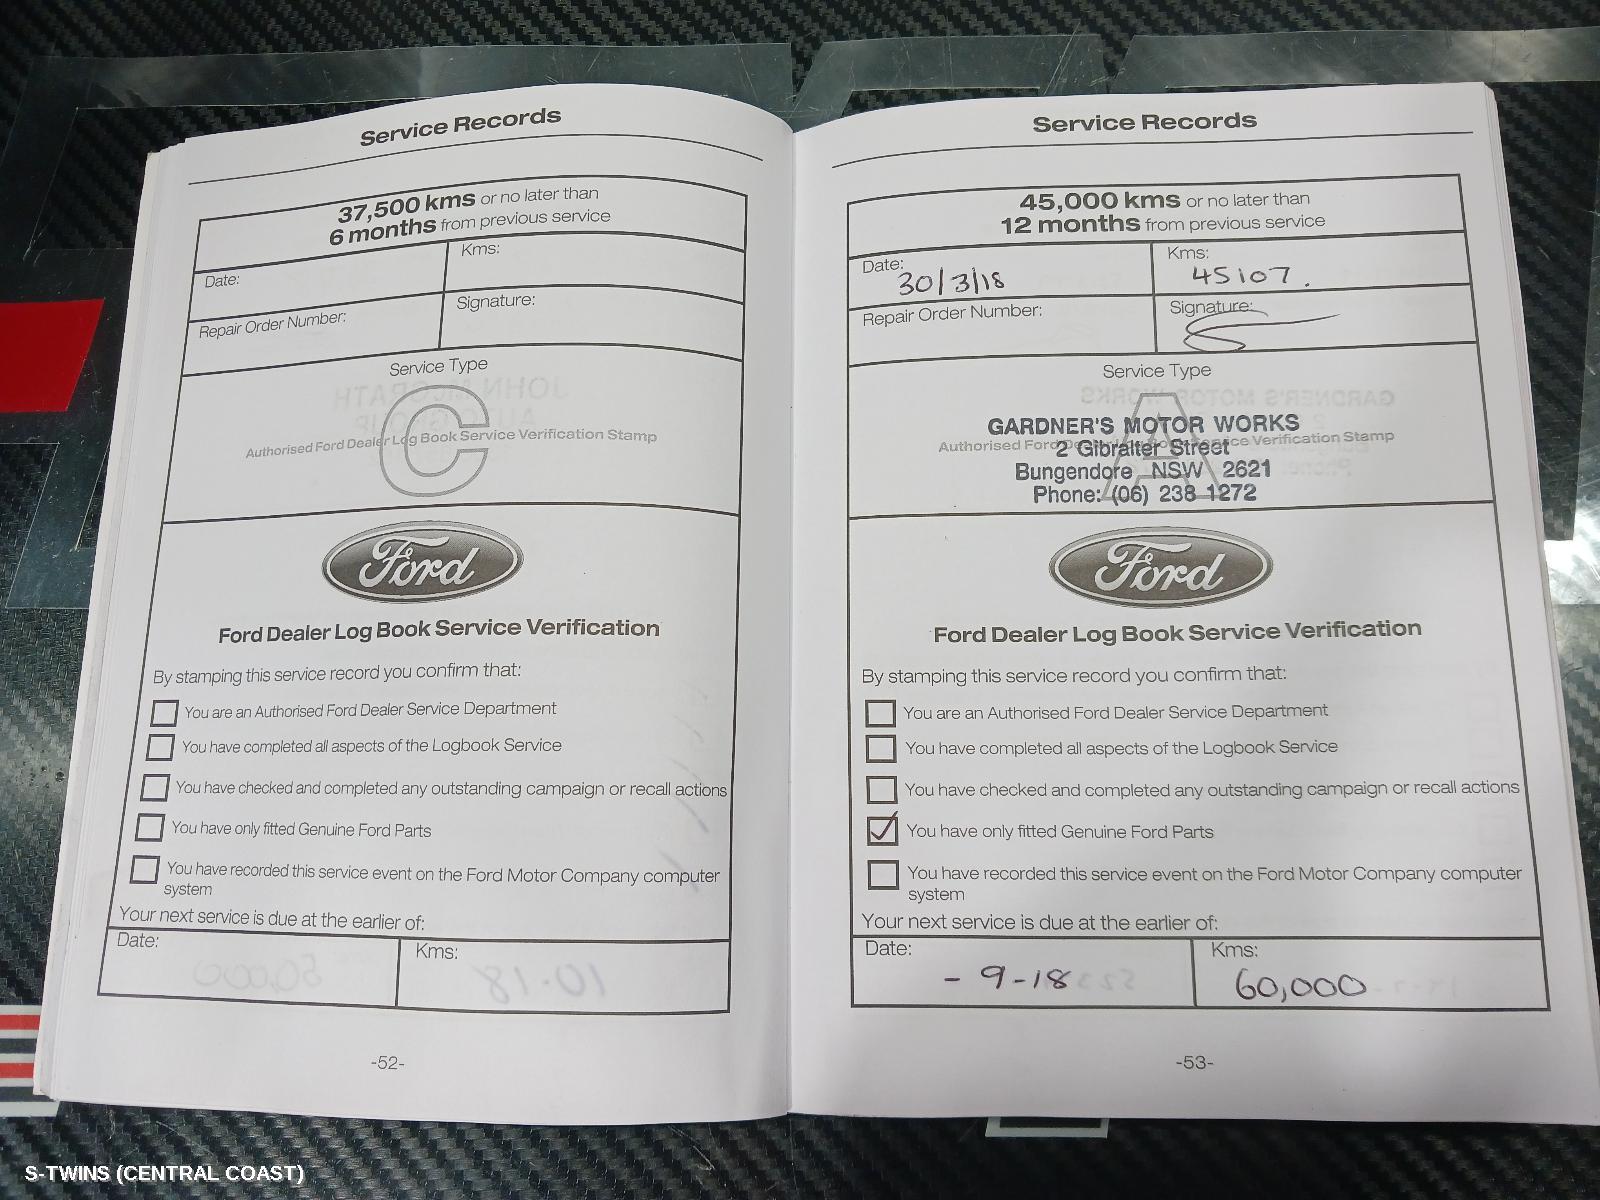 Service Records
37,500 kms or no later than
6 months from previous service
Date:
Kms:
Repair Order Number:
Signature:
Service Type
C
Authorised Ford Dealer Log Book Service Verification Stamp
Ford
Ford Dealer Log Book Service Verification
By stamping this service record you confirm that:
You are an Authorised Ford Dealer Service Department
You have completed all aspects of the Logbook Service
You have checked and completed any outstanding campaign or recall actions
You have only fitted Genuine Ford Parts
You have recorded this service event on the Ford Motor Company computer
system
Your next service is due at the earlier of:
Date:
Kms:
-52-
Service Records
45,000 kms or no later than
12 months from previous service
Date: 30/3/18
Kms: 45107.
Repair Order Number:
Signature:
Service Type
A
GARDNER'S MOTOR WORKS
Authorised Ford Dealer Log Book Service Verification Stamp
2 Gibralter Street
Bungendore NSW 2621
Phone: (06) 238 1272
Ford
Ford Dealer Log Book Service Verification
By stamping this service record you confirm that:
You are an Authorised Ford Dealer Service Department
You have completed all aspects of the Logbook Service
You have checked and completed any outstanding campaign or recall actions
You have only fitted Genuine Ford Parts
You have recorded this service event on the Ford Motor Company computer
system
Your next service is due at the earlier of:
Date: - 9-18
Kms: 60,000
-53-
S-TWINS (CENTRAL COAST)